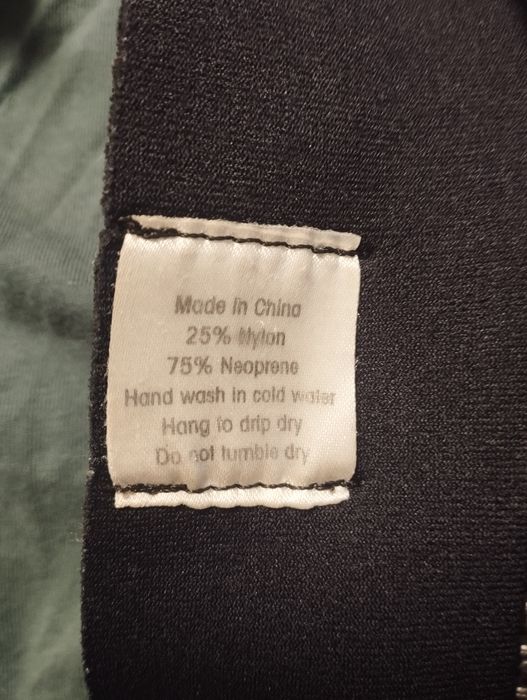 Made in China
25% Nylon
75% Neoprene
Hand wash in cold water
Hang to drip dry
Do not tumble dry